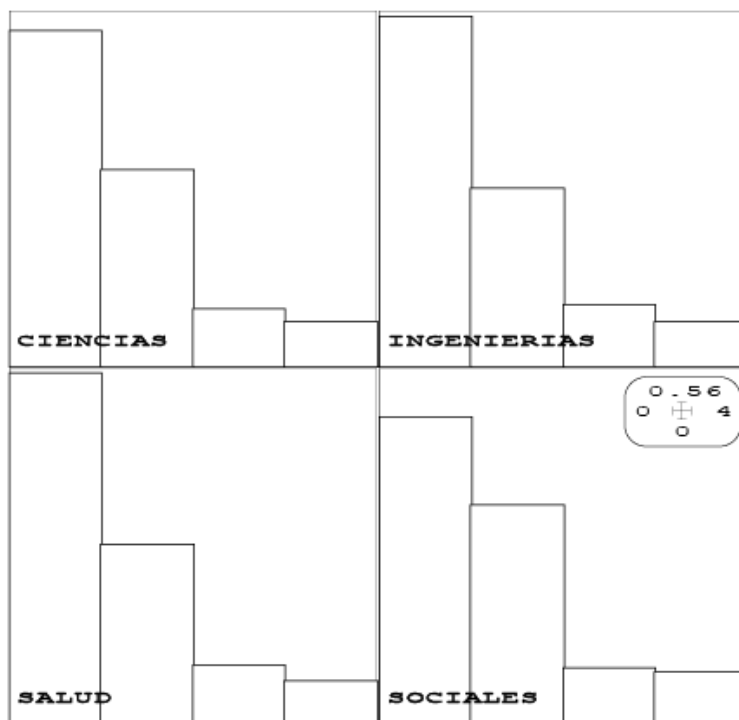 CIENCIAS
INGENIERIAS
0.56
0 4
0
SALUD
SOCIALES